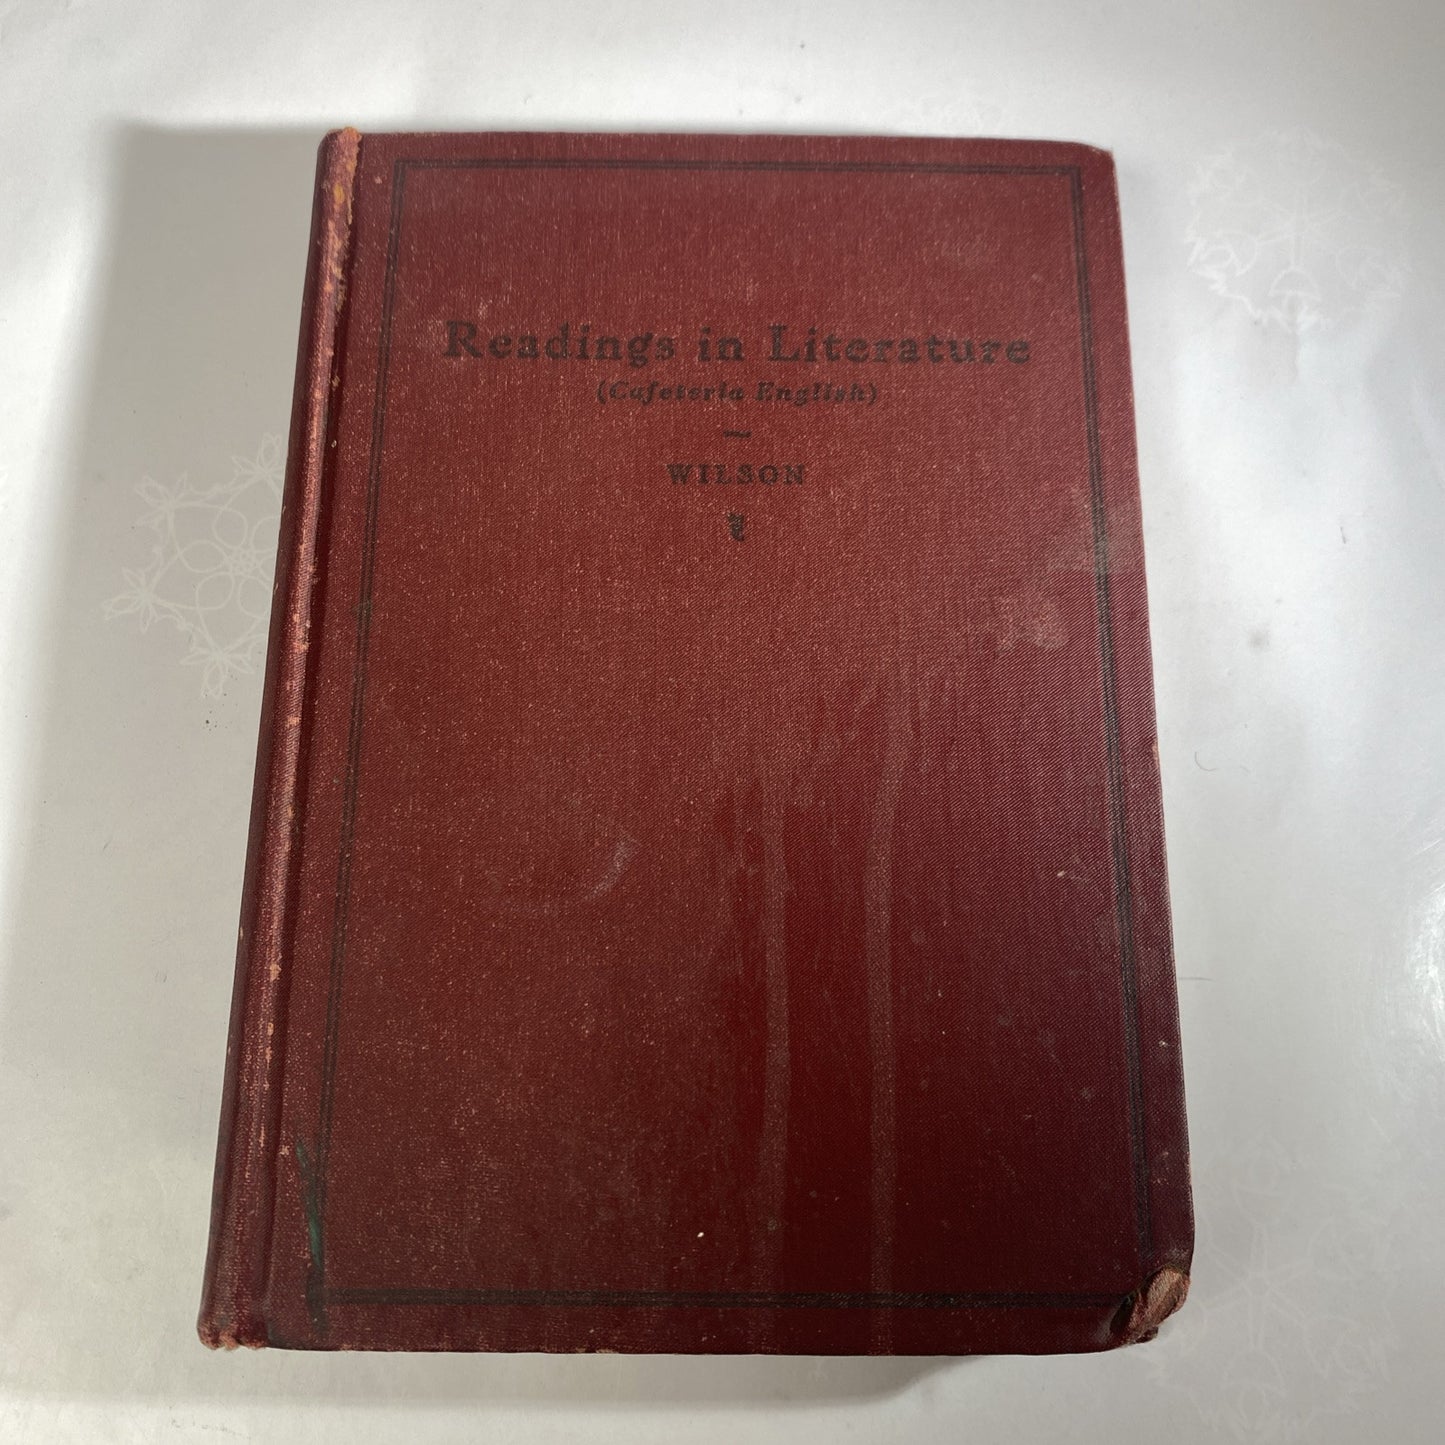 Readings in Literature
(Cafeteria English)
WILSON